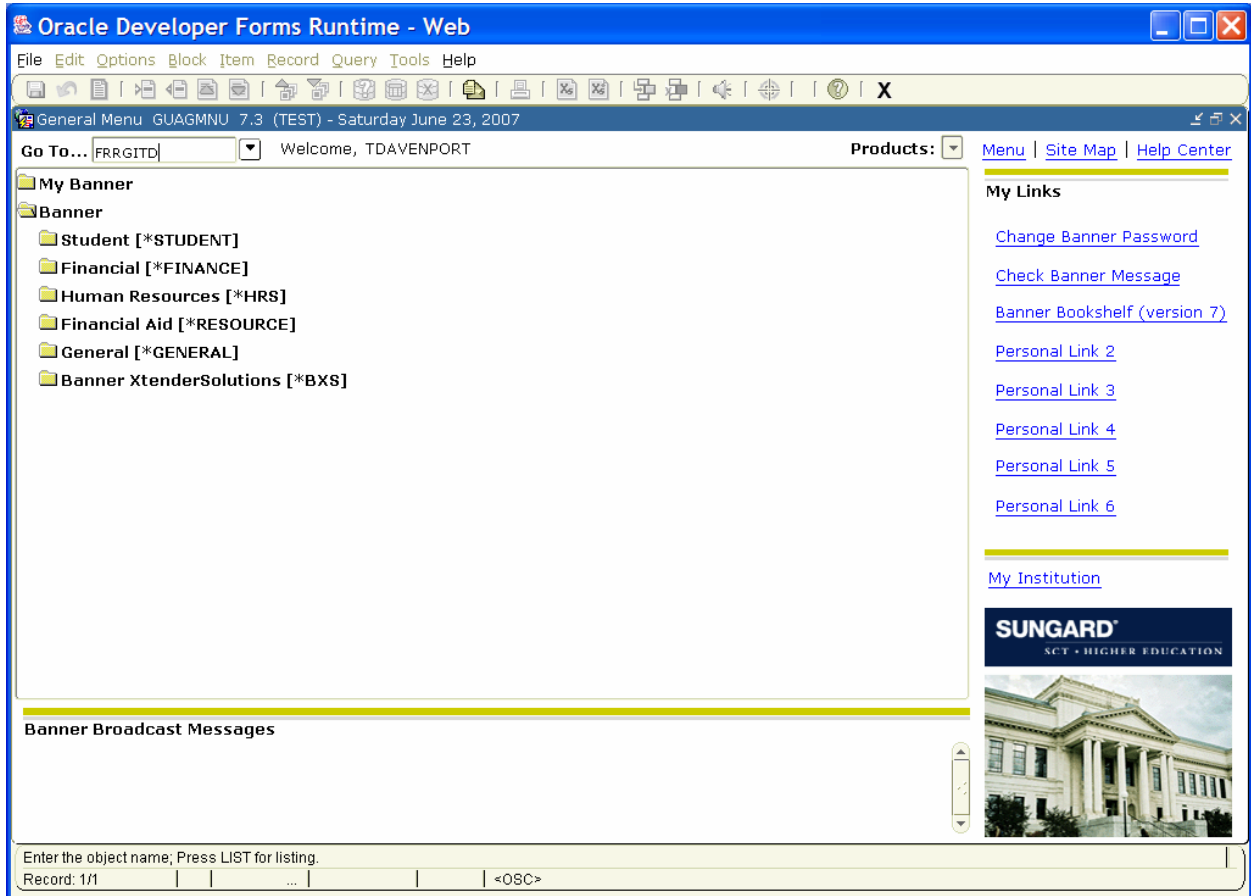 Oracle Developer Forms Runtime - Web
File Edit Options Block Item Record Query Tools Help
X
General Menu GUAGMNU 7.3 (TEST) - Saturday June 23, 2007
Go To... FRRGITD Welcome, TDAVENPORT Products: Menu | Site Map | Help Center
My Banner
Banner
Student [*STUDENT]
Financial [*FINANCE]
Human Resources [*HRS]
Financial Aid [*RESOURCE]
General [*GENERAL]
Banner XtenderSolutions [*BXS]
My Links
Change Banner Password
Check Banner Message
Banner Bookshelf (version 7)
Personal Link 2
Personal Link 3
Personal Link 4
Personal Link 5
Personal Link 6
My Institution
SUNGARD
SCT • HIGHER EDUCATION
Banner Broadcast Messages
Enter the object name; Press LIST for listing.
Record: 1/1 ... <OSC>